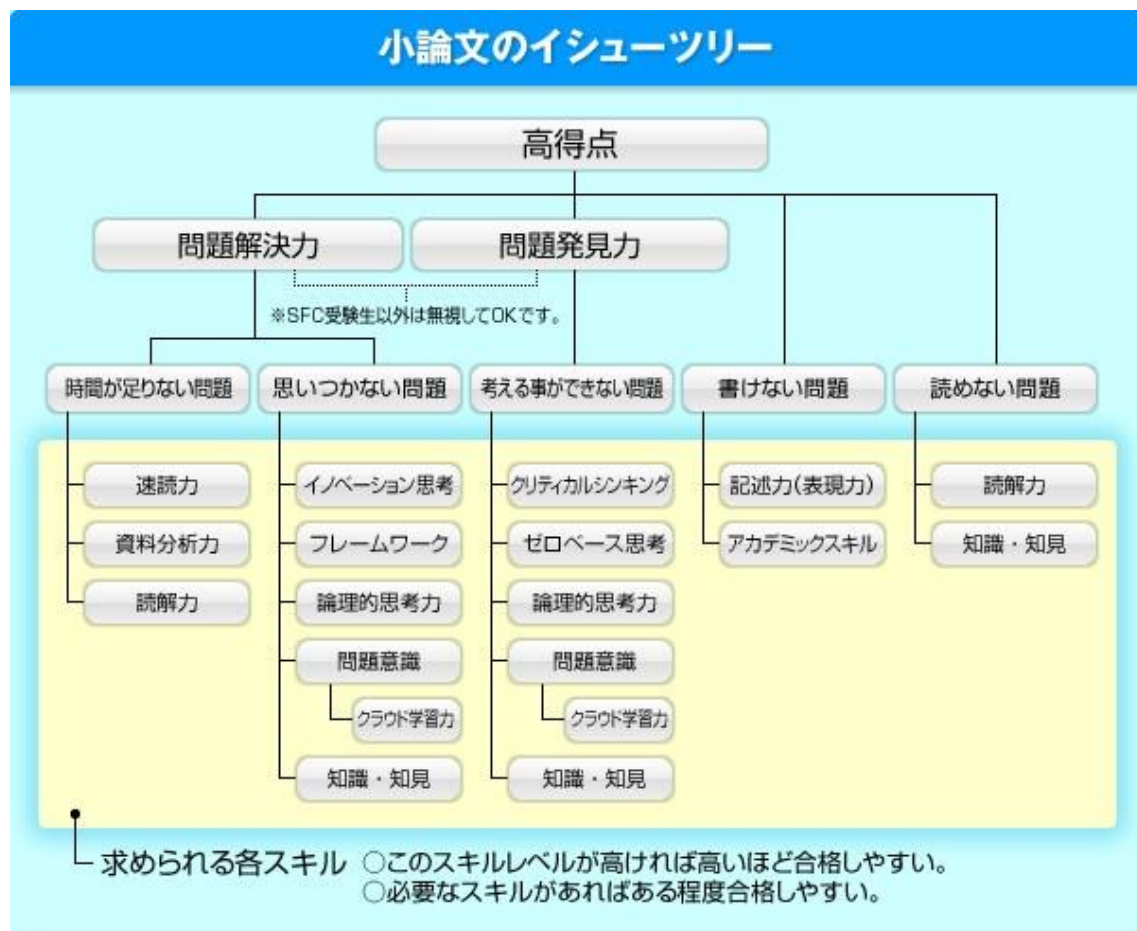 小論文のイシューツリー
高得点
問題解決力
問題発見力
※SFC受験生以外は無視してOKです。
時間が足りない問題
思いつかない問題
考える事ができない問題
書けない問題
読めない問題
速読力
資料分析力
読解力
イノベーション思考
フレームワーク
論理的思考力
問題意識
クラウド学習力
知識・知見
クリティカルシンキング
ゼロベース思考
論理的思考力
問題意識
クラウド学習力
知識・知見
記述力(表現力)
アカデミックスキル
読解力
知識・知見
求められる各スキル
○このスキルレベルが高ければ高いほど合格しやすい。
○必要なスキルがあればある程度合格しやすい。